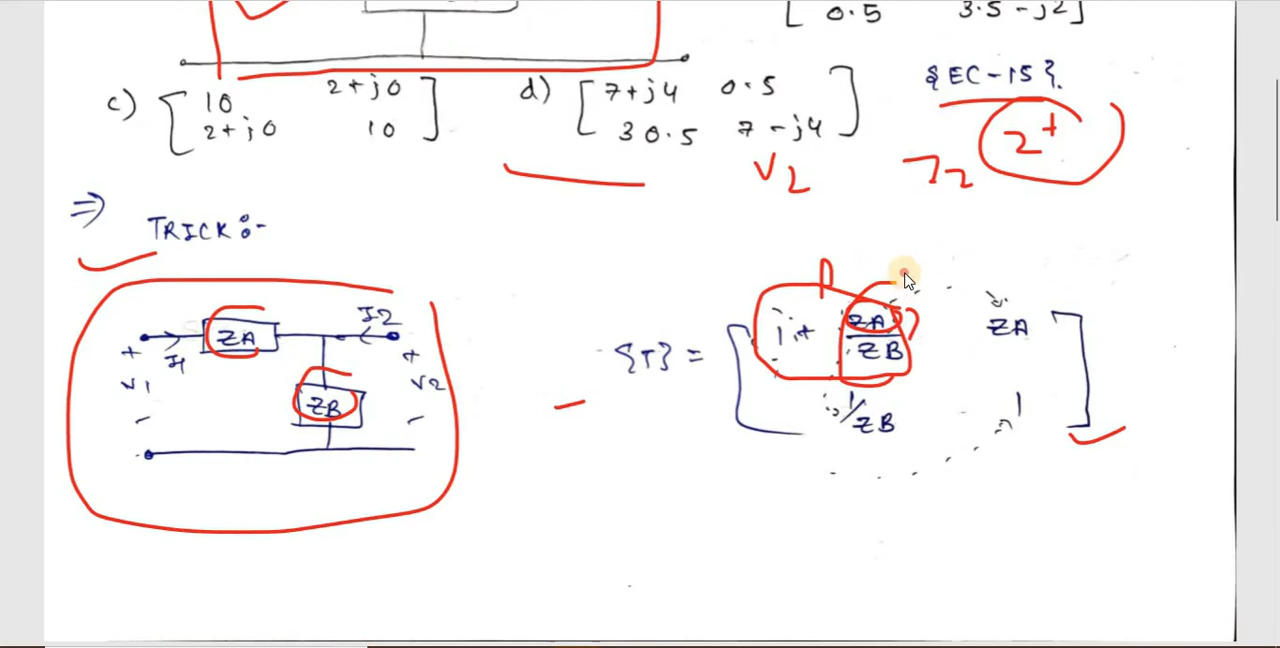 [ 0.5 3.5-j2]
c) [ 10 2+j0 ]
2+j0 10
d) [ 7+j4 0.5 ]
30.5 7-j4
{EC-15}.
2+
V2
72
⇒ TRICK:-
ZA
I1
I2
+
V1
-
ZB
+
V2
-
{T} = [ 1+ ZA/ZB ZA ]
1/ZB 1
A